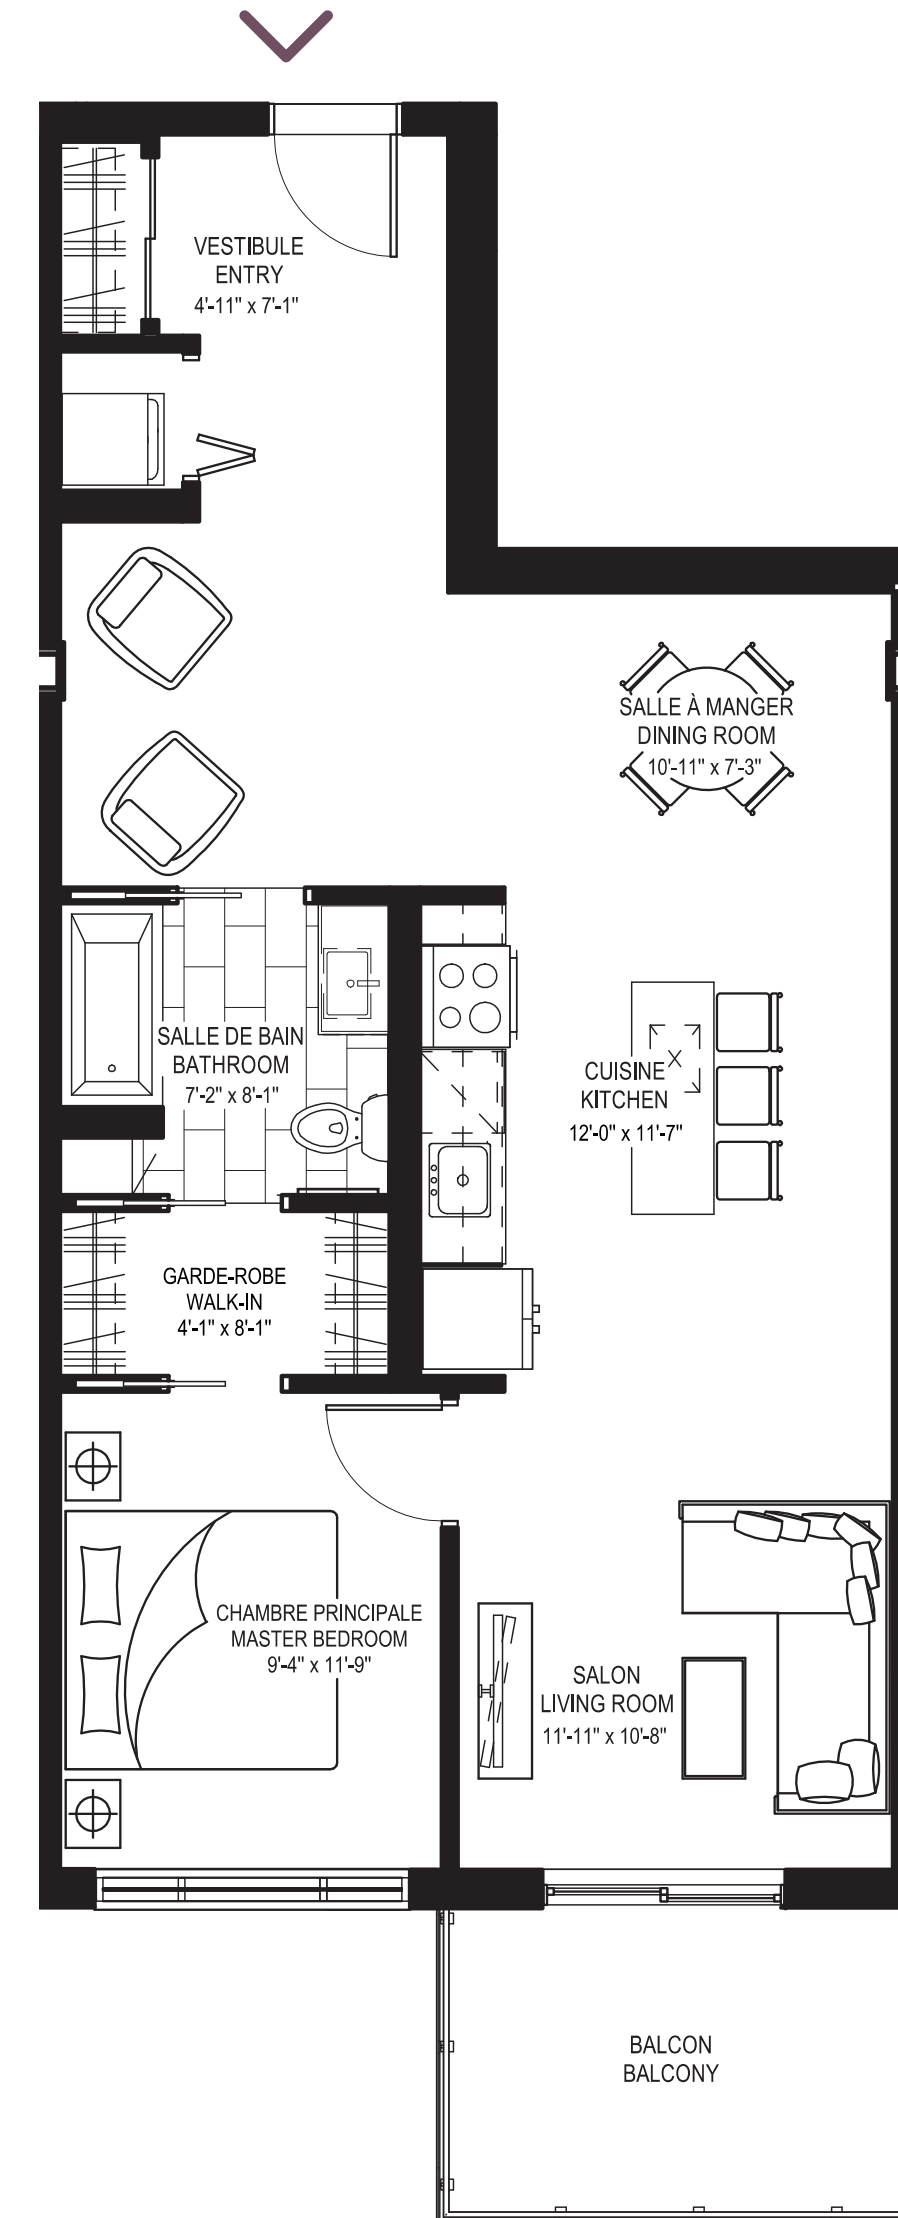 VESTIBULE
ENTRY
4'-11" x 7'-1"
SALLE À MANGER
DINING ROOM
10'-11" x 7'-3"
SALLE DE BAIN
BATHROOM
7'-2" x 8'-1"
CUISINE
KITCHEN
12'-0" x 11'-7"
GARDE-ROBE
WALK-IN
4'-1" x 8'-1"
CHAMBRE PRINCIPALE
MASTER BEDROOM
9'-4" x 11'-9"
SALON
LIVING ROOM
11'-11" x 10'-8"
BALCON
BALCONY